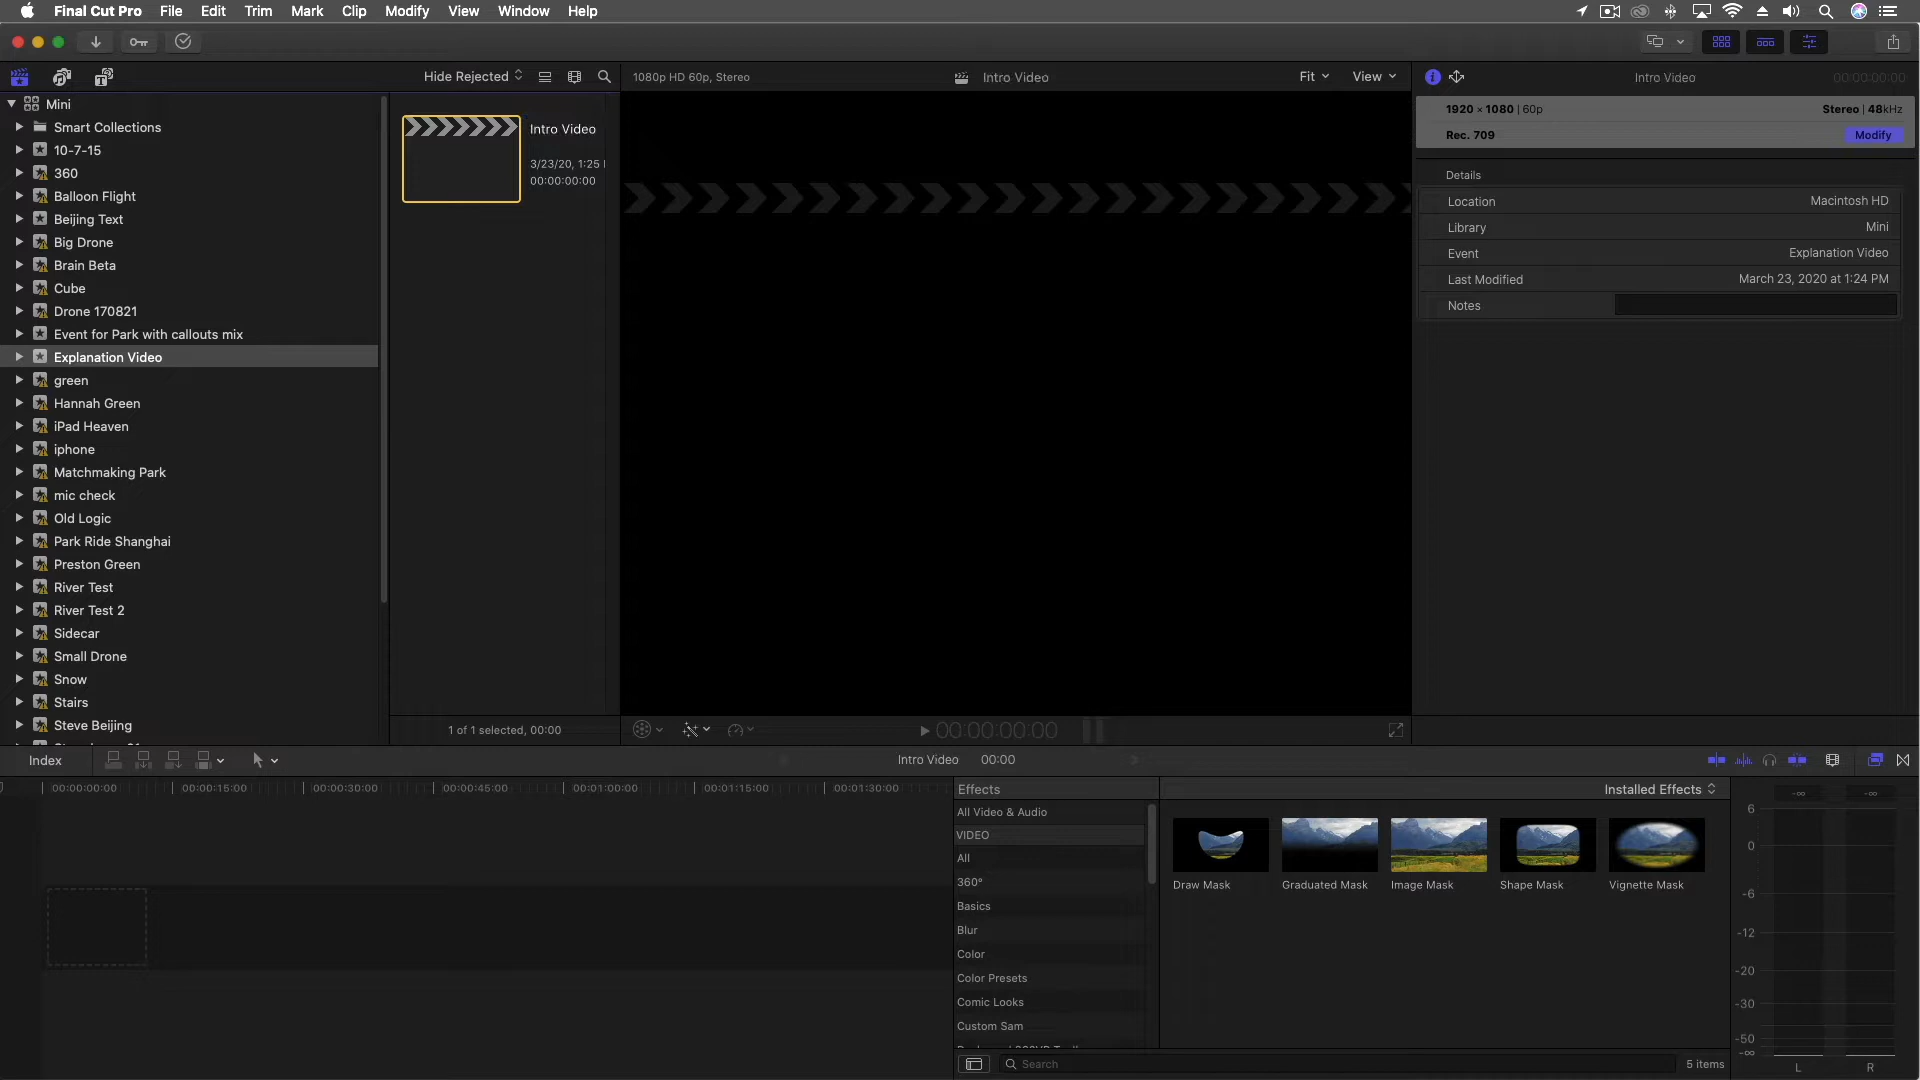 Final Cut Pro File Edit Trim Mark Clip Modify View Window Help
Hide Rejected
1080p HD 60p, Stereo
Intro Video
Fit
View
Intro Video
00:00:00:00
Mini
Smart Collections
10-7-15
360
Balloon Flight
Beijing Text
Big Drone
Brain Beta
Cube
Drone 170821
Event for Park with callouts mix
Explanation Video
green
Hannah Green
iPad Heaven
iphone
Matchmaking Park
mic check
Old Logic
Park Ride Shanghai
Preston Green
River Test
River Test 2
Sidecar
Small Drone
Snow
Stairs
Steve Beijing
Intro Video
3/23/20, 1:25
00:00:00:00
1 of 1 selected, 00:00
00:00:00:00
1920 × 1080 | 60p
Stereo | 48kHz
Rec. 709
Modify
Details
Location
Macintosh HD
Library
Mini
Event
Explanation Video
Last Modified
March 23, 2020 at 1:24 PM
Notes
Index
Intro Video
00:00
00:00:00:00
00:00:15:00
00:00:30:00
00:00:45:00
00:01:00:00
00:01:15:00
00:01:30:00
Effects
Installed Effects
All Video & Audio
VIDEO
All
360°
Basics
Blur
Color
Color Presets
Comic Looks
Custom Sam
Draw Mask
Graduated Mask
Image Mask
Shape Mask
Vignette Mask
Search
5 items
-∞
-∞
6
0
-6
-12
-20
-30
-50
-∞
L
R